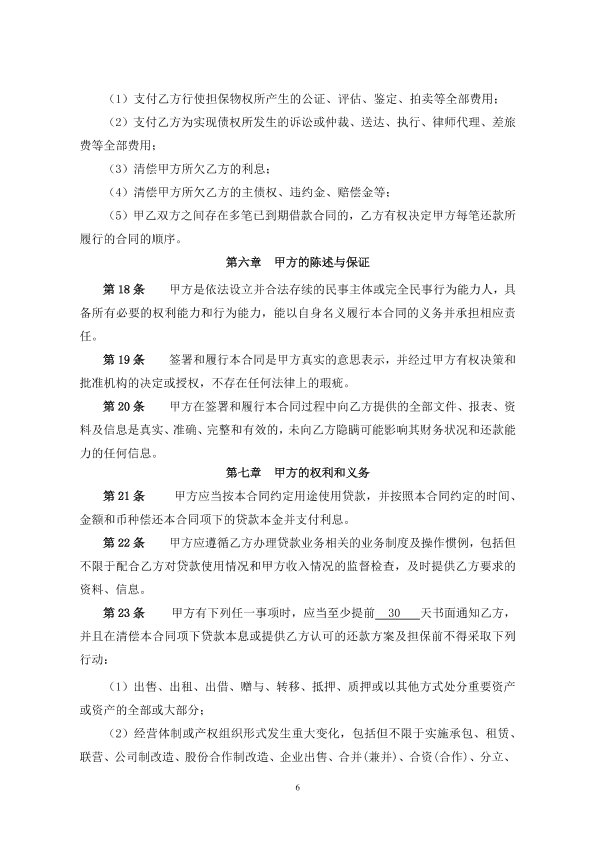 （1）支付乙方行使担保物权所产生的公证、评估、鉴定、拍卖等全部费用；
（2）支付乙方为实现债权所发生的诉讼或仲裁、送达、执行、律师代理、差旅
费等全部费用；
（3）清偿甲方所欠乙方的利息；
（4）清偿甲方所欠乙方的主债权、违约金、赔偿金等；
（5）甲乙双方之间存在多笔已到期借款合同的，乙方有权决定甲方每笔还款所
履行的合同的顺序。
第六章 甲方的陈述与保证
第 18 条 甲方是依法设立并合法存续的民事主体或完全民事行为能力人，具
备所有必要的权利能力和行为能力，能以自身名义履行本合同的义务并承担相应责
任。
第 19 条 签署和履行本合同是甲方真实的意思表示，并经过甲方有权决策和
批准机构的决定或授权，不存在任何法律上的瑕疵。
第 20 条 甲方在签署和履行本合同过程中向乙方提供的全部文件、报表、资
料及信息是真实、准确、完整和有效的，未向乙方隐瞒可能影响其财务状况和还款能
力的任何信息。
第七章 甲方的权利和义务
第 21 条 甲方应当按本合同约定用途使用贷款，并按照本合同约定的时间、
金额和币种偿还本合同项下的贷款本金并支付利息。
第 22 条 甲方应遵循乙方办理贷款业务相关的业务制度及操作惯例，包括但
不限于配合乙方对贷款使用情况和甲方收入情况的监督检查，及时提供乙方要求的
资料、信息。
第 23 条 甲方有下列任一事项时，应当至少提前 30 天书面通知乙方，
并且在清偿本合同项下贷款本息或提供乙方认可的还款方案及担保前不得采取下列
行动：
（1）出售、出租、出借、赠与、转移、抵押、质押或以其他方式处分重要资产
或资产的全部或大部分；
（2）经营体制或产权组织形式发生重大变化，包括但不限于实施承包、租赁、
联营、公司制改造、股份合作制改造、企业出售、合并(兼并)、合资(合作)、分立、
6